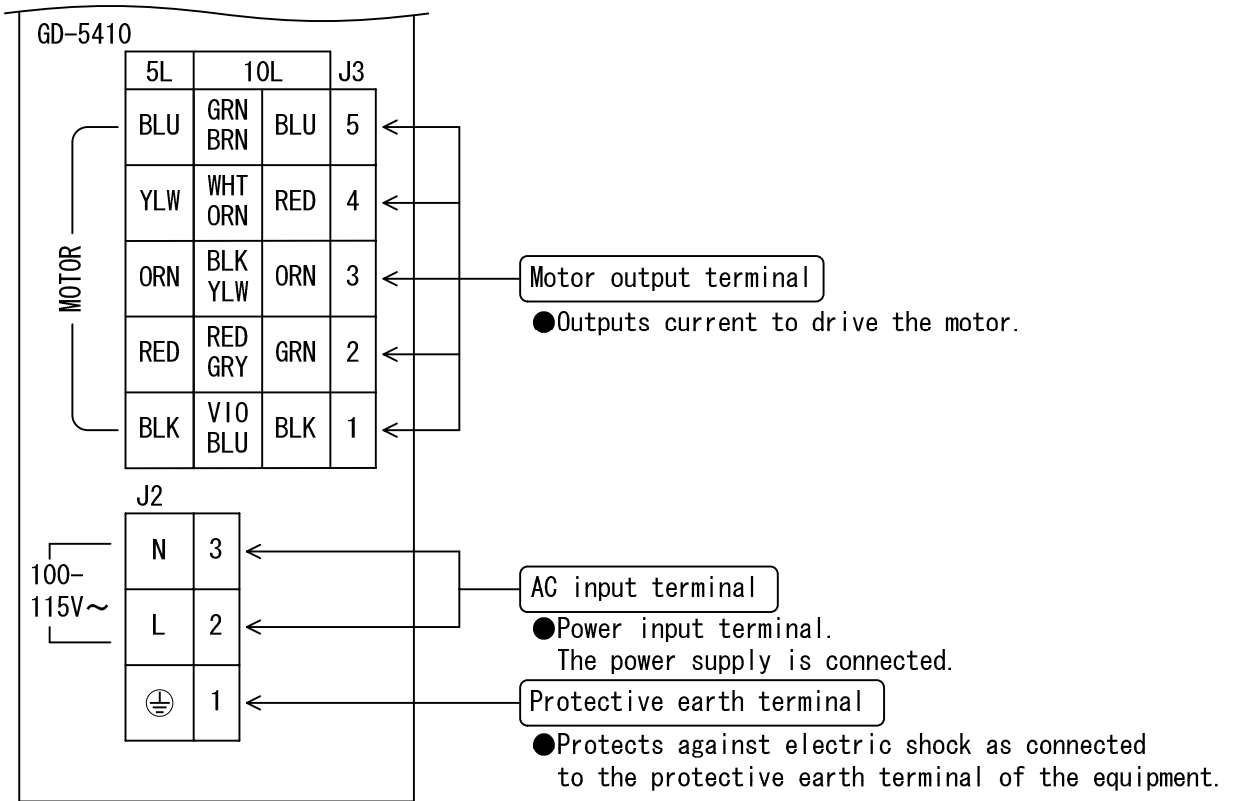 GD-5410
5L 10L J3
BLU GRN BRN BLU 5
YLW WHT ORN RED 4
ORN BLK YLW ORN 3
RED RED GRY GRN 2
BLK VIO BLU BLK 1
MOTOR
Motor output terminal
●Outputs current to drive the motor.
J2
N 3
L 2
1
100-
115V～
AC input terminal
●Power input terminal.
The power supply is connected.
Protective earth terminal
●Protects against electric shock as connected
to the protective earth terminal of the equipment.